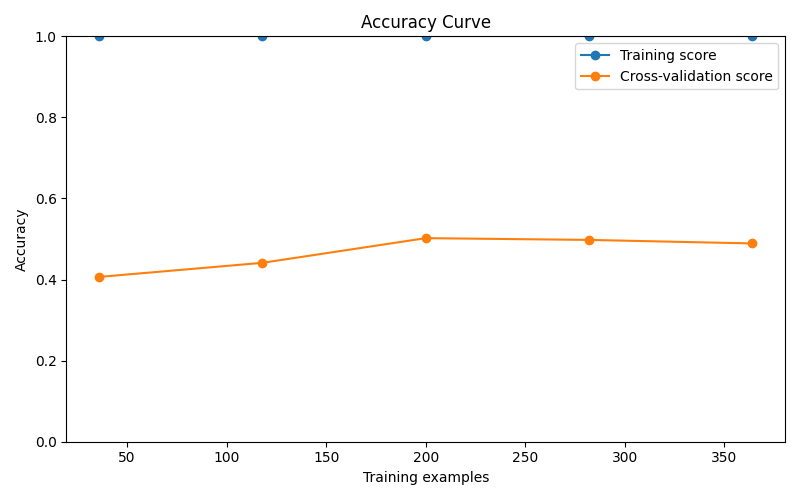 Accuracy Curve
Training score
Cross-validation score
1.0
0.8
0.6
0.4
0.2
0.0
Accuracy
50 100 150 200 250 300 350
Training examples